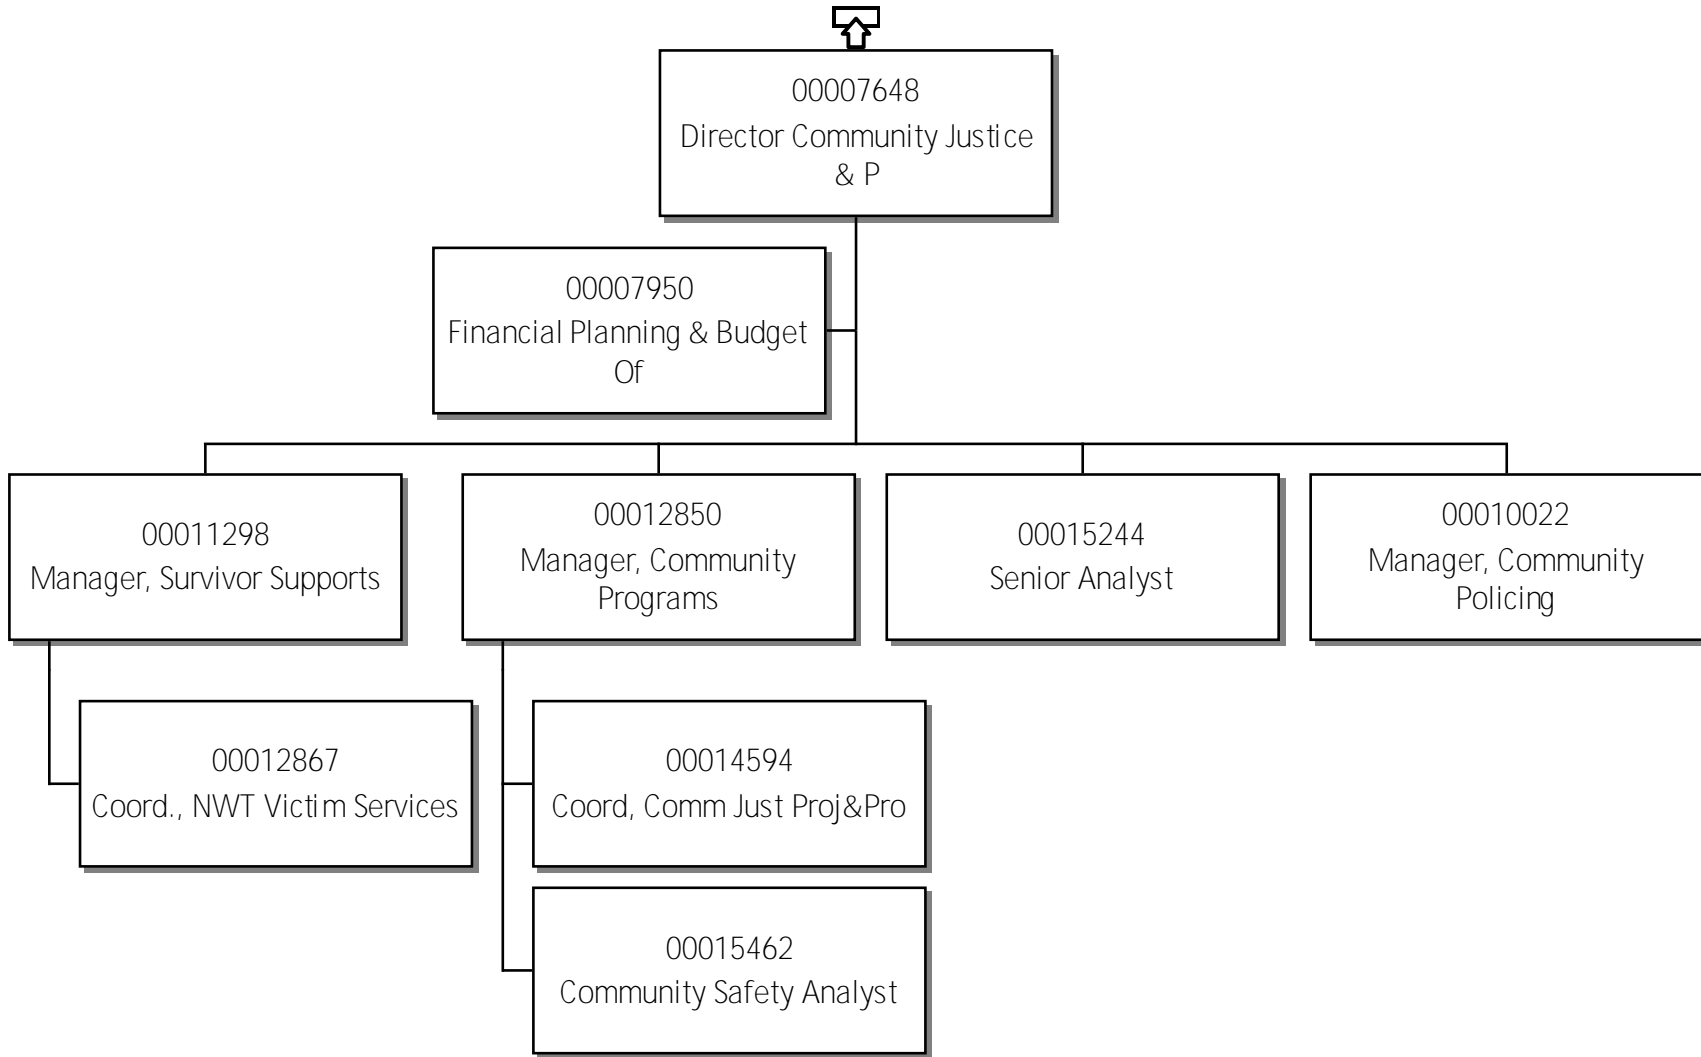 00007648
Director Community Justice
& P
00007950
Financial Planning & Budget
Of
00011298
Manager, Survivor Supports
00012850
Manager, Community
Programs
00015244
Senior Analyst
00010022
Manager, Community
Policing
00012867
Coord., NWT Victim Services
00014594
Coord, Comm Just Proj&Pro
00015462
Community Safety Analyst